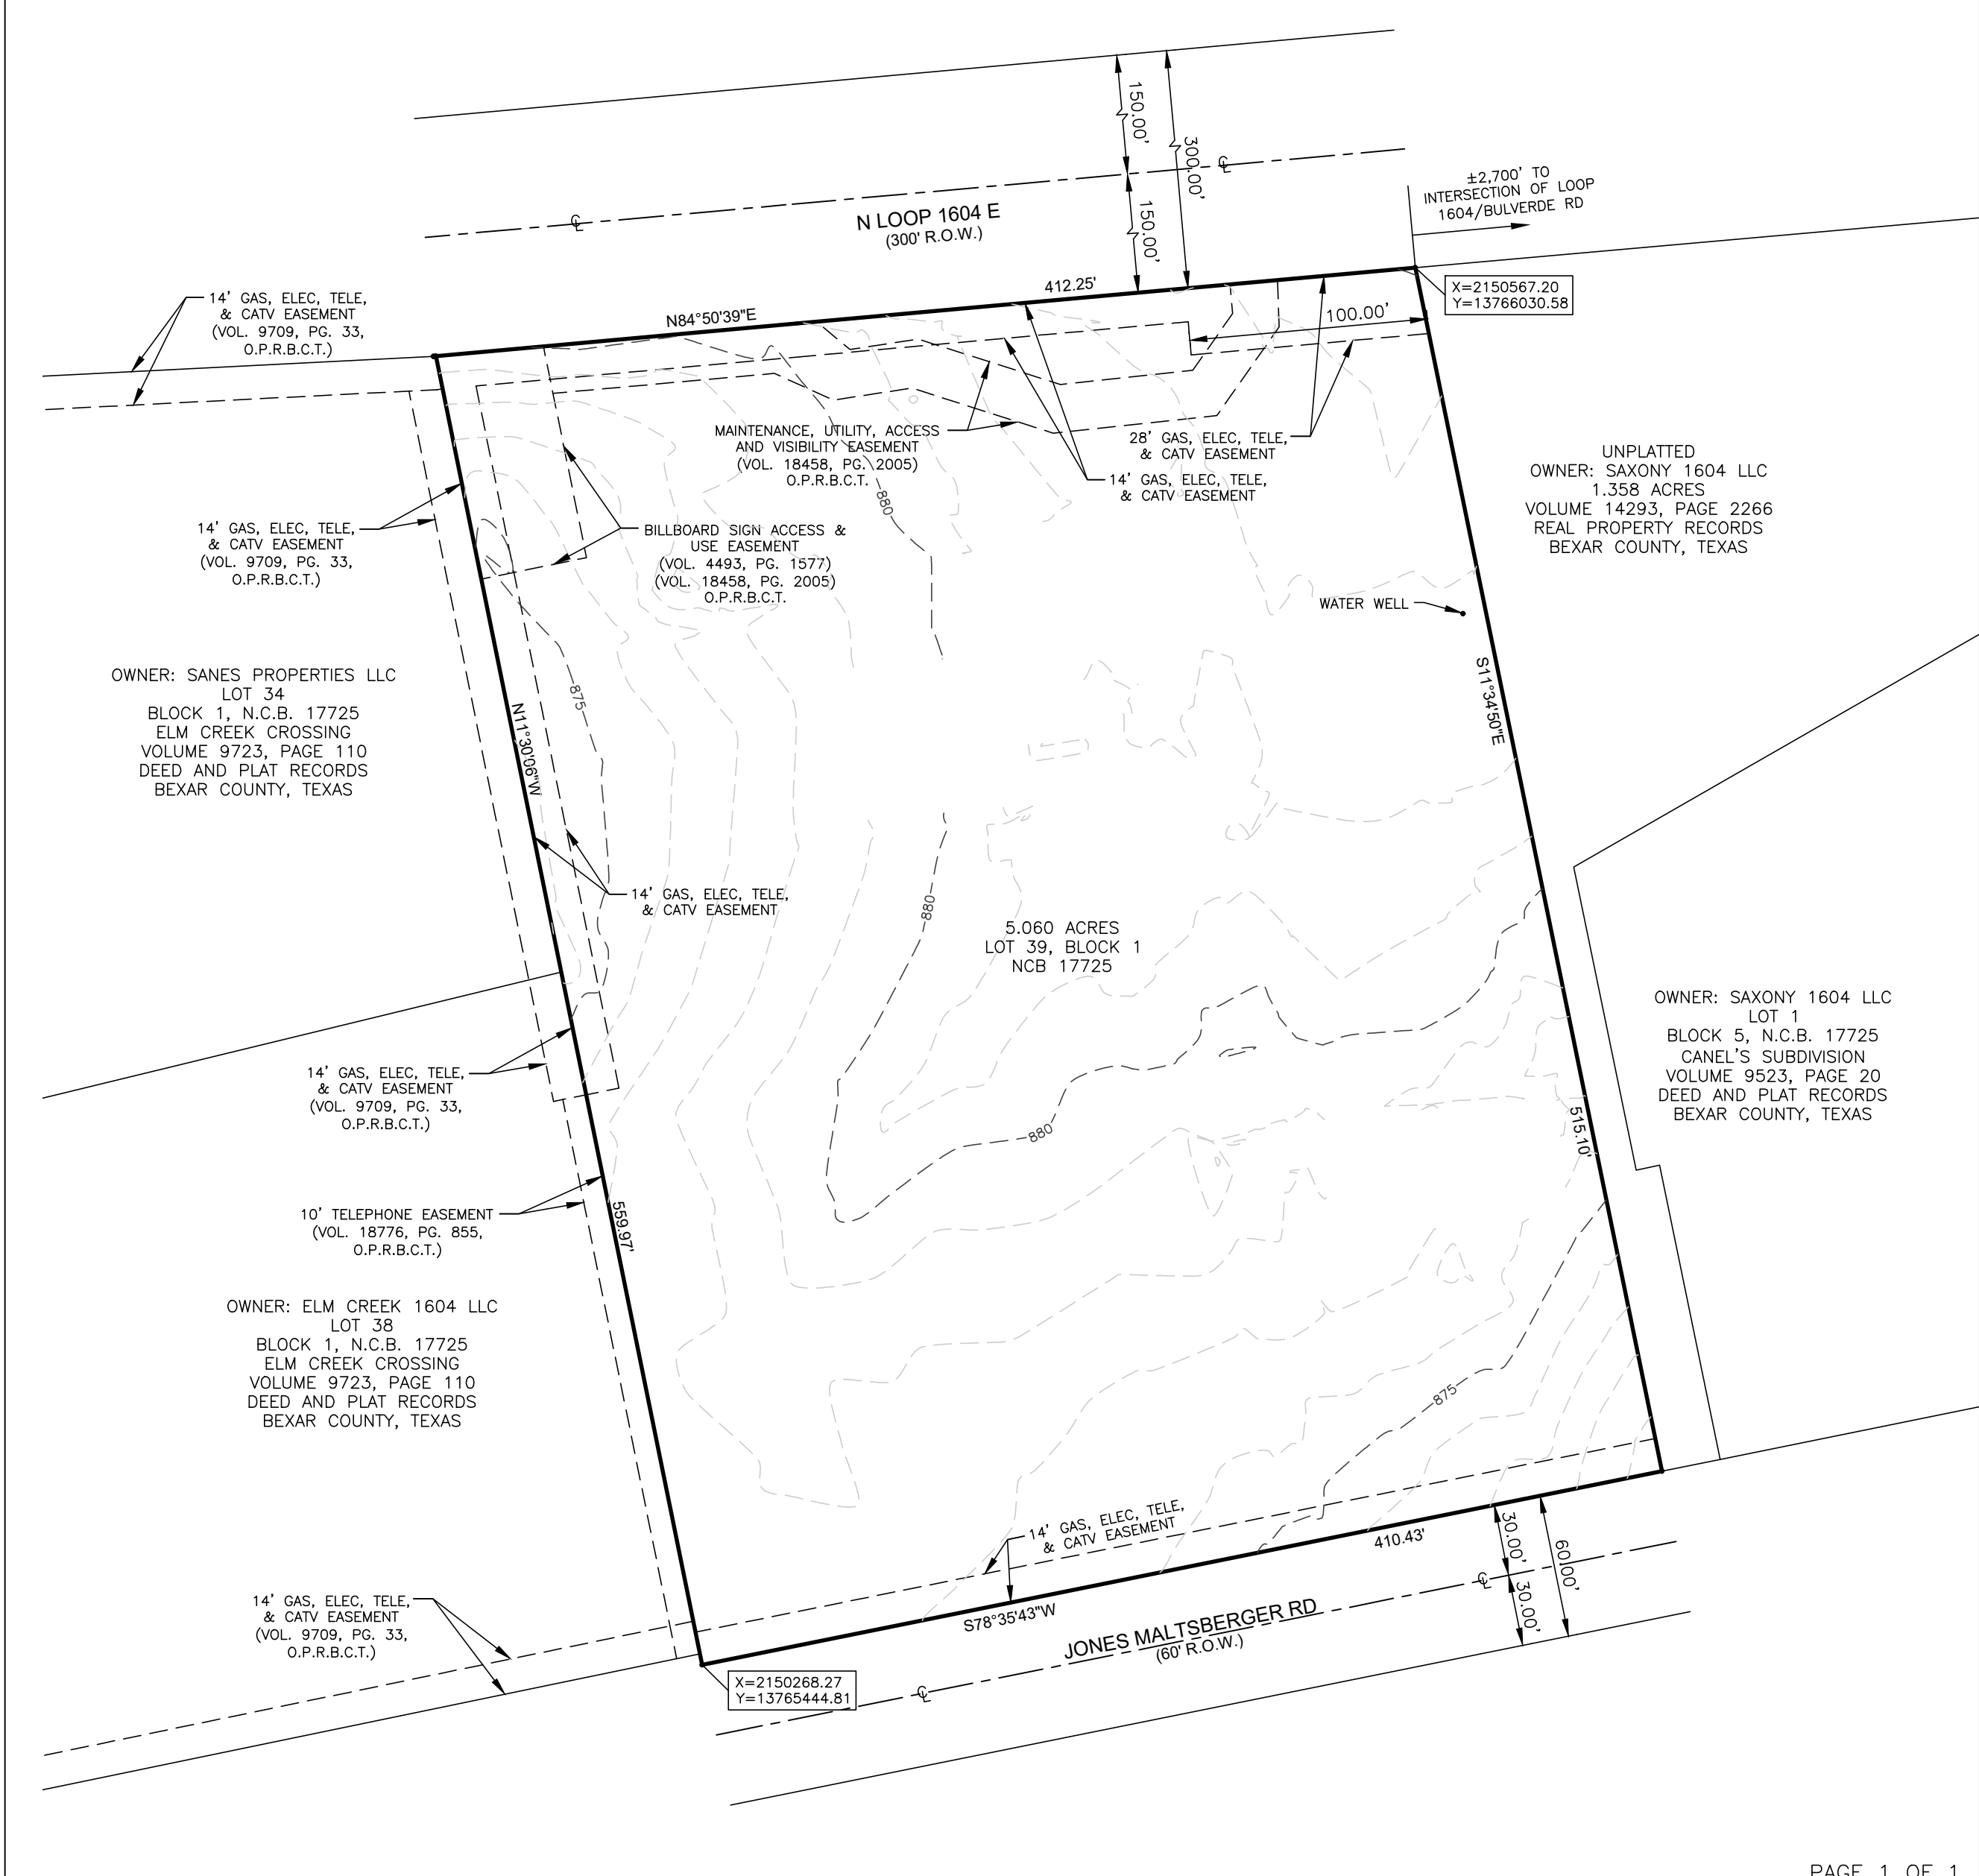 150.00'
300.00'
150.00'
℄
℄
N LOOP 1604 E
(300' R.O.W.)
±2,700' TO
INTERSECTION OF LOOP
1604/BULVERDE RD
14' GAS, ELEC, TELE,
& CATV EASEMENT
(VOL. 9709, PG. 33,
O.P.R.B.C.T.)
N84°50'39"E
412.25'
X=2150567.20
Y=13766030.58
100.00'
MAINTENANCE, UTILITY, ACCESS
AND VISIBILITY EASEMENT
(VOL. 18458, PG. 2005)
O.P.R.B.C.T.
880
28' GAS, ELEC, TELE,
& CATV EASEMENT
14' GAS, ELEC, TELE,
& CATV EASEMENT
UNPLATTED
OWNER: SAXONY 1604 LLC
1.358 ACRES
VOLUME 14293, PAGE 2266
REAL PROPERTY RECORDS
BEXAR COUNTY, TEXAS
14' GAS, ELEC, TELE,
& CATV EASEMENT
(VOL. 9709, PG. 33,
O.P.R.B.C.T.)
BILLBOARD SIGN ACCESS &
USE EASEMENT
(VOL. 4493, PG. 1577)
(VOL. 18458, PG. 2005)
O.P.R.B.C.T.
WATER WELL
OWNER: SANES PROPERTIES LLC
LOT 34
BLOCK 1, N.C.B. 17725
ELM CREEK CROSSING
VOLUME 9723, PAGE 110
DEED AND PLAT RECORDS
BEXAR COUNTY, TEXAS
875
N11°30'06"W
S11°34'50"E
14' GAS, ELEC, TELE,
& CATV EASEMENT
880
5.060 ACRES
LOT 39, BLOCK 1
NCB 17725
OWNER: SAXONY 1604 LLC
LOT 1
BLOCK 5, N.C.B. 17725
CANEL'S SUBDIVISION
VOLUME 9523, PAGE 20
DEED AND PLAT RECORDS
BEXAR COUNTY, TEXAS
14' GAS, ELEC, TELE,
& CATV EASEMENT
(VOL. 9709, PG. 33,
O.P.R.B.C.T.)
880
515.10'
10' TELEPHONE EASEMENT
(VOL. 18776, PG. 855,
O.P.R.B.C.T.)
559.97'
OWNER: ELM CREEK 1604 LLC
LOT 38
BLOCK 1, N.C.B. 17725
ELM CREEK CROSSING
VOLUME 9723, PAGE 110
DEED AND PLAT RECORDS
BEXAR COUNTY, TEXAS
875
14' GAS, ELEC, TELE,
& CATV EASEMENT
410.43'
30.00'
60.00'
30.00'
℄
S78°35'43"W
JONES MALTSBERGER RD
(60' R.O.W.)
14' GAS, ELEC, TELE,
& CATV EASEMENT
(VOL. 9709, PG. 33,
O.P.R.B.C.T.)
X=2150268.27
Y=13765444.81
℄
PAGE 1 OF 1